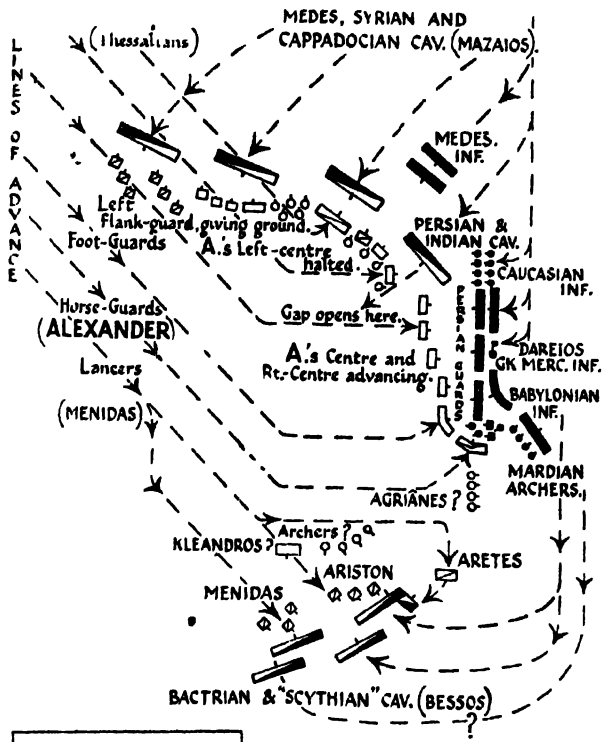 LINES OF ADVANCE
(Thessalians)
MEDES, SYRIAN AND
CAPPADOCIAN CAV. (MAZAIOS).
MEDES.
INF.
Left
Flank-guard giving ground.
A.'s Left-centre
halted.
Foot-Guards
PERSIAN &
INDIAN CAV.
CAUCASIAN
INF.
Horse-Guards
(ALEXANDER)
Gap opens here.
PERSIAN GUARDS
DAREIOS
GK MERC. INF.
A.'s Centre and
Rt.-Centre advancing.
Lancers
BABYLONIAN
INF.
(MENIDAS)
MARDIAN
ARCHERS.
AGRIANES?
Archers?
KLEANDROS?
ARETES
ARISTON
MENIDAS
BACTRIAN & "SCYTHIAN" CAV. (BESSOS)
?